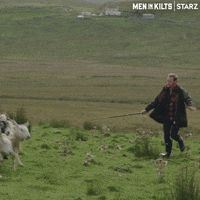 MEN IN KILTS | STARZ